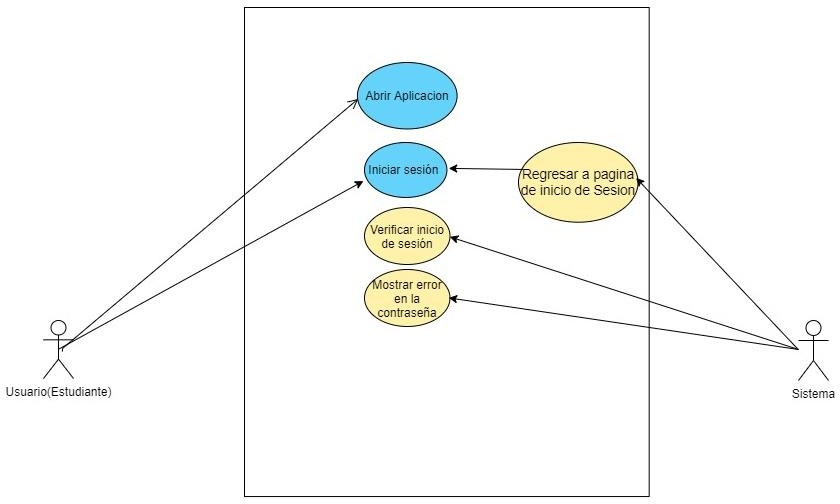 Abrir Aplicacion
Iniciar sesión
Regresar a pagina
de inicio de Sesion
Verificar inicio
de sesión
Mostrar error
en la
contraseña
Usuario(Estudiante)
Sistema